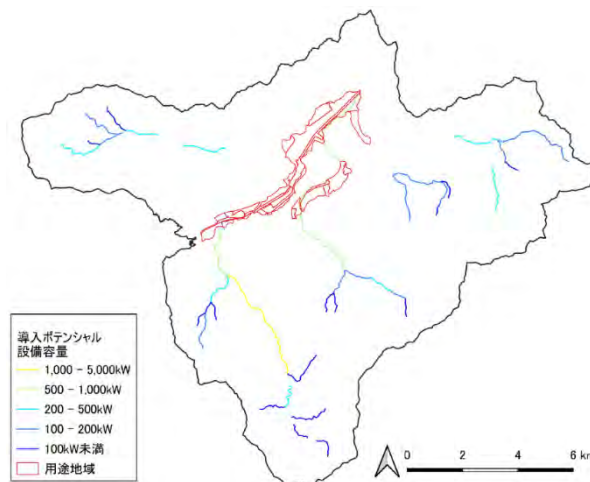 導入ポテンシャル
設備容量
1,000 - 5,000kW
500 - 1,000kW
200 - 500kW
100 - 200kW
100kW未満
用途地域
0 2 4 6 km